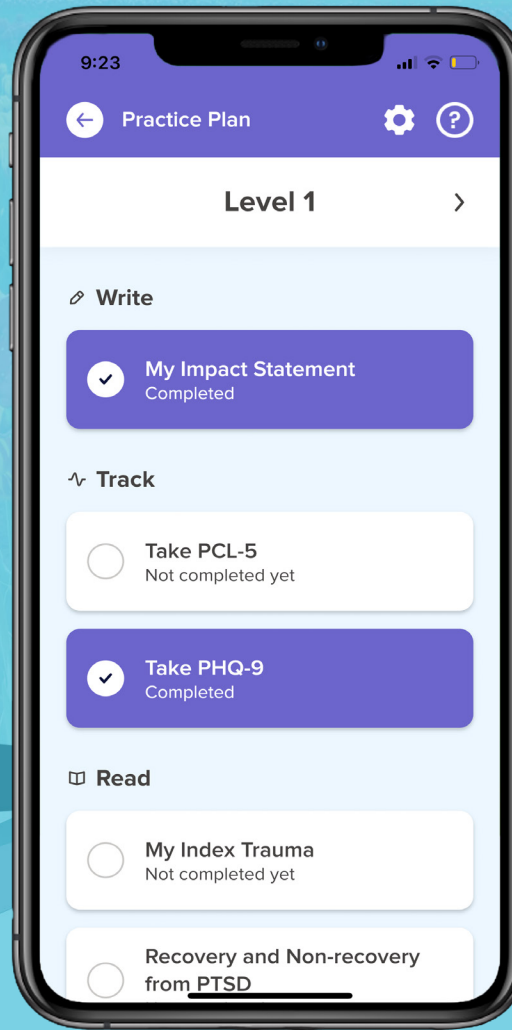 9:23
Practice Plan
?
Level 1
Write
My Impact Statement
Completed
Track
Take PCL-5
Not completed yet
Take PHQ-9
Completed
Read
My Index Trauma
Not completed yet
Recovery and Non-recovery
from PTSD